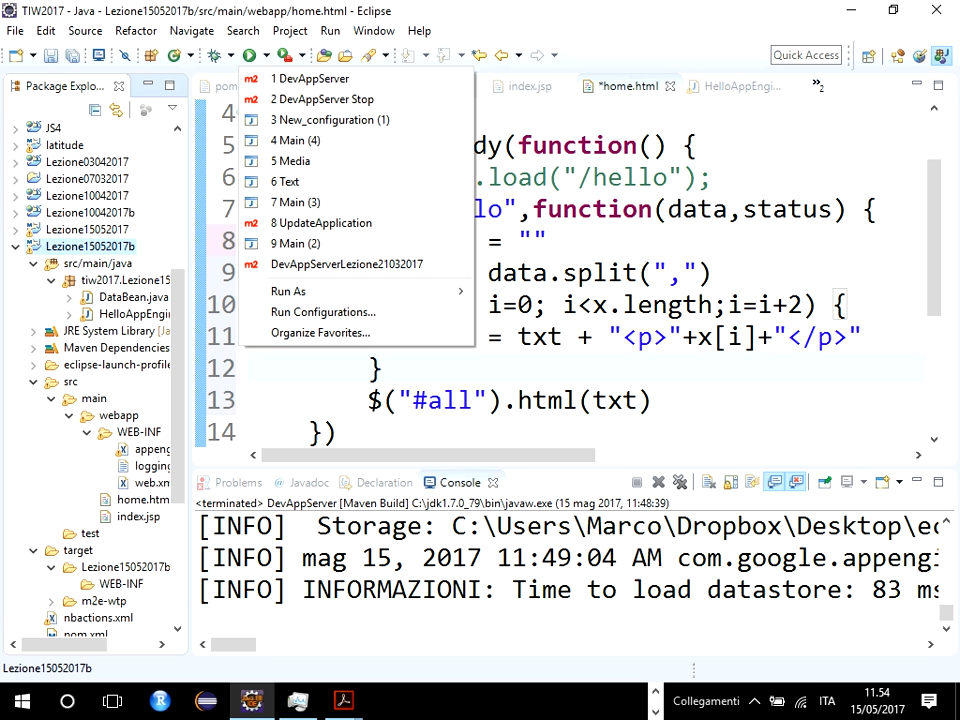 TIW2017 - Java - Lezione15052017b/src/main/webapp/home.html - Eclipse
File Edit Source Refactor Navigate Search Project Run Window Help
Quick Access
Package Explo...
JS4
latitude
Lezione03042017
Lezione07032017
Lezione10042017
Lezione10042017b
Lezione15052017
Lezione15052017b
src/main/java
tiw2017.Lezione15
DataBean.java
HelloAppEngi
JRE System Library [Ja
Maven Dependencies
eclipse-launch-profile
src
main
webapp
WEB-INF
appeng
logging
web.xm
home.htm
index.jsp
test
target
Lezione15052017b
WEB-INF
m2e-wtp
nbactions.xml
pom.xml
m2 1 DevAppServer
m2 2 DevAppServer Stop
3 New_configuration (1)
4 Main (4)
5 Media
6 Text
7 Main (3)
m2 8 UpdateApplication
9 Main (2)
m2 DevAppServerLezione21032017
Run As
Run Configurations...
Organize Favorites...
pom index.jsp *home.html HelloAppEngi... »2
4
5 dy(function() {
6 .load("/hello");
7 lo",function(data,status) {
8 = ""
9 data.split(",")
10 i=0; i<x.length;i=i+2) {
11 = txt + "<p>"+x[i]+"</p>"
12 }
13 $("#all").html(txt)
14 })
Problems @ Javadoc Declaration Console
<terminated> DevAppServer [Maven Build] C:\jdk1.7.0_79\bin\javaw.exe (15 mag 2017, 11:48:39)
[INFO] Storage: C:\Users\Marco\Dropbox\Desktop\ec
[INFO] mag 15, 2017 11:49:04 AM com.google.appengi
[INFO] INFORMAZIONI: Time to load datastore: 83 ms
Lezione15052017b
R
Collegamenti
ITA
11.54
15/05/2017